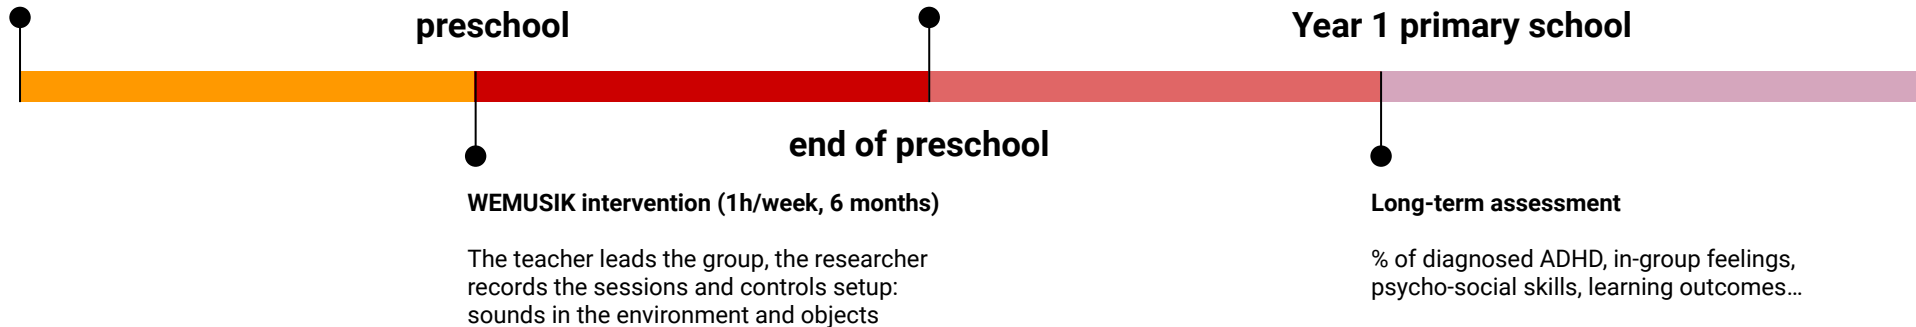 preschool
Year 1 primary school
end of preschool
WEMUSIK intervention (1h/week, 6 months)
The teacher leads the group, the researcher
records the sessions and controls setup:
sounds in the environment and objects
Long-term assessment
% of diagnosed ADHD, in-group feelings,
psycho-social skills, learning outcomes…